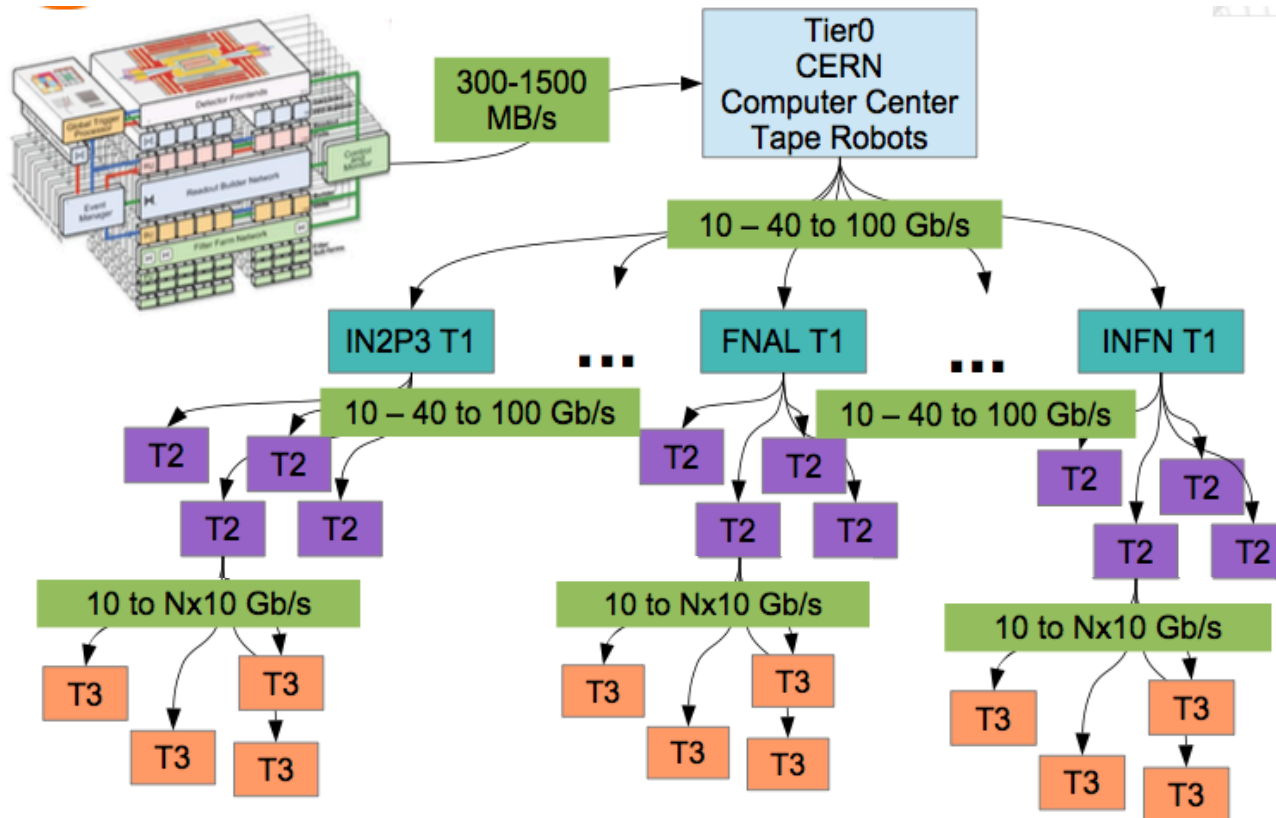 Detector Frontends
Global Trigger
Processor
Event
Manager
Readout Builder Network
Control
and
Monitor
Filter Farm Network
300-1500
MB/s
Tier0
CERN
Computer Center
Tape Robots
10 – 40 to 100 Gb/s
IN2P3 T1
...
FNAL T1
...
INFN T1
10 – 40 to 100 Gb/s
10 – 40 to 100 Gb/s
T2
T2
T2
T2
T2
T2
T2
T2
T2
T2
T2
T2
10 to Nx10 Gb/s
10 to Nx10 Gb/s
10 to Nx10 Gb/s
T3
T3
T3
T3
T3
T3
T3
T3
T3
T3
T3
T3